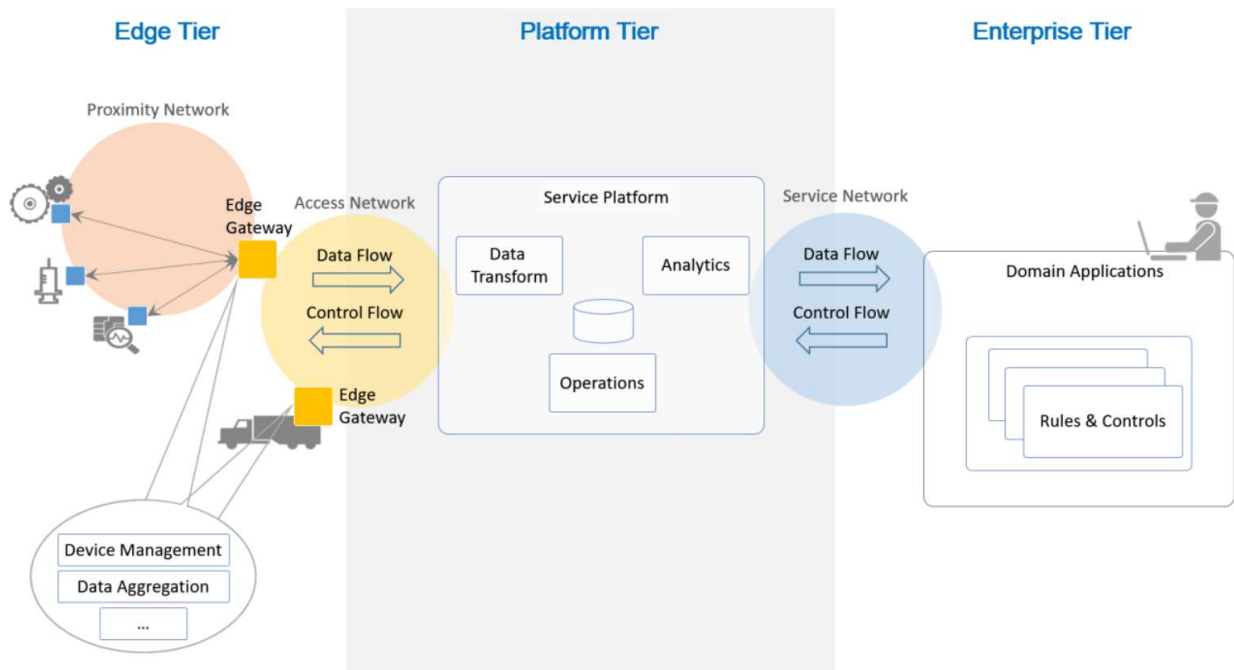 Edge Tier
Platform Tier
Enterprise Tier
Proximity Network
Edge
Gateway
Access Network
Data Flow
Control Flow
Edge
Gateway
Device Management
Data Aggregation
...
Service Platform
Data
Transform
Analytics
Operations
Service Network
Data Flow
Control Flow
Domain Applications
Rules & Controls